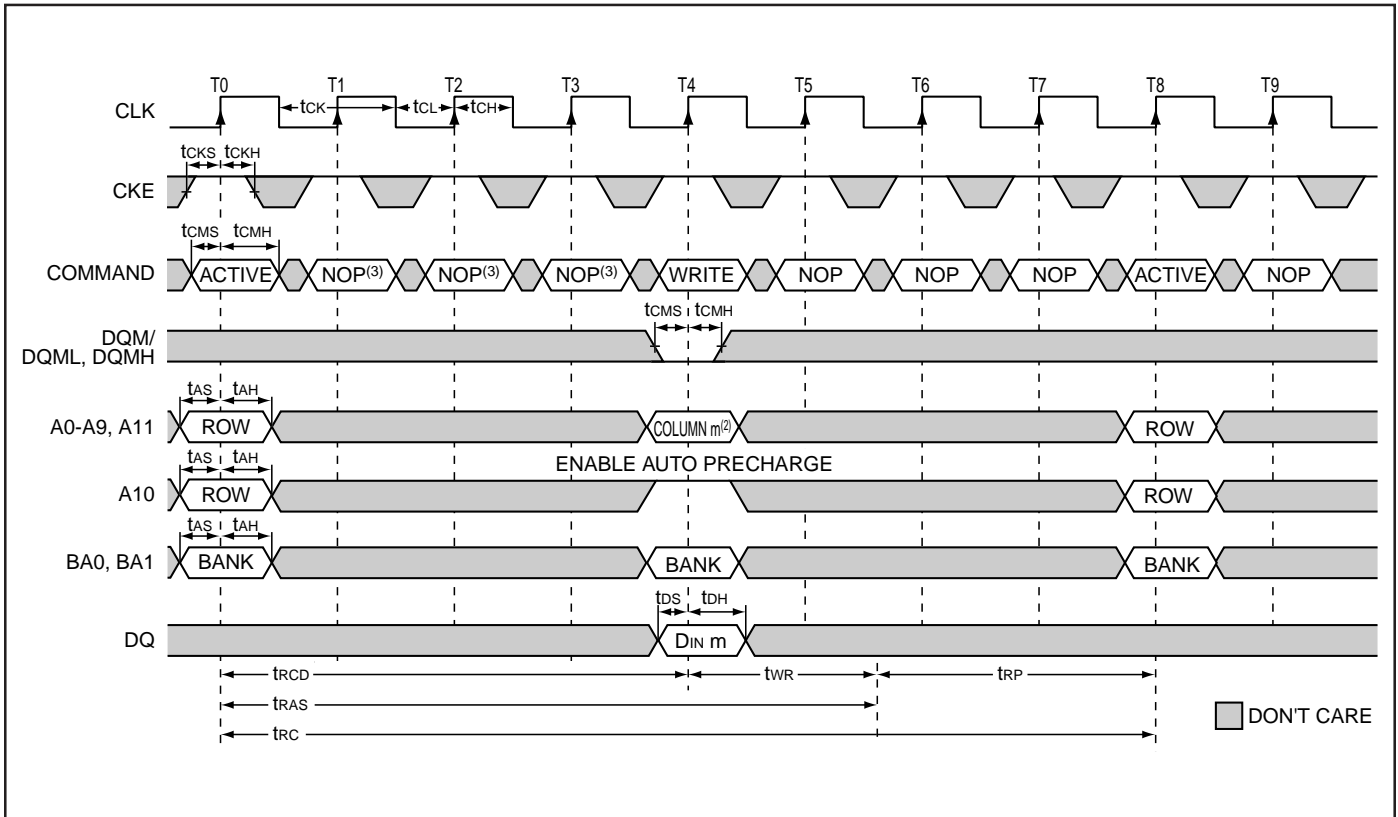 T0 T1 T2 T3 T4 T5 T6 T7 T8 T9
CLK tCK tCL tCH
tCKS tCKH
CKE
tCMS tCMH
COMMAND ACTIVE NOP(3) NOP(3) NOP(3) WRITE NOP NOP NOP ACTIVE NOP
tCMS tCMH
DQM/
DQML, DQMH
tAS tAH
A0-A9, A11 ROW COLUMN m(2) ROW
ENABLE AUTO PRECHARGE
tAS tAH
A10 ROW ROW
tAS tAH
BA0, BA1 BANK BANK BANK
tDS tDH
DQ DIN m
tRCD tWR tRP
tRAS
DON'T CARE
tRC